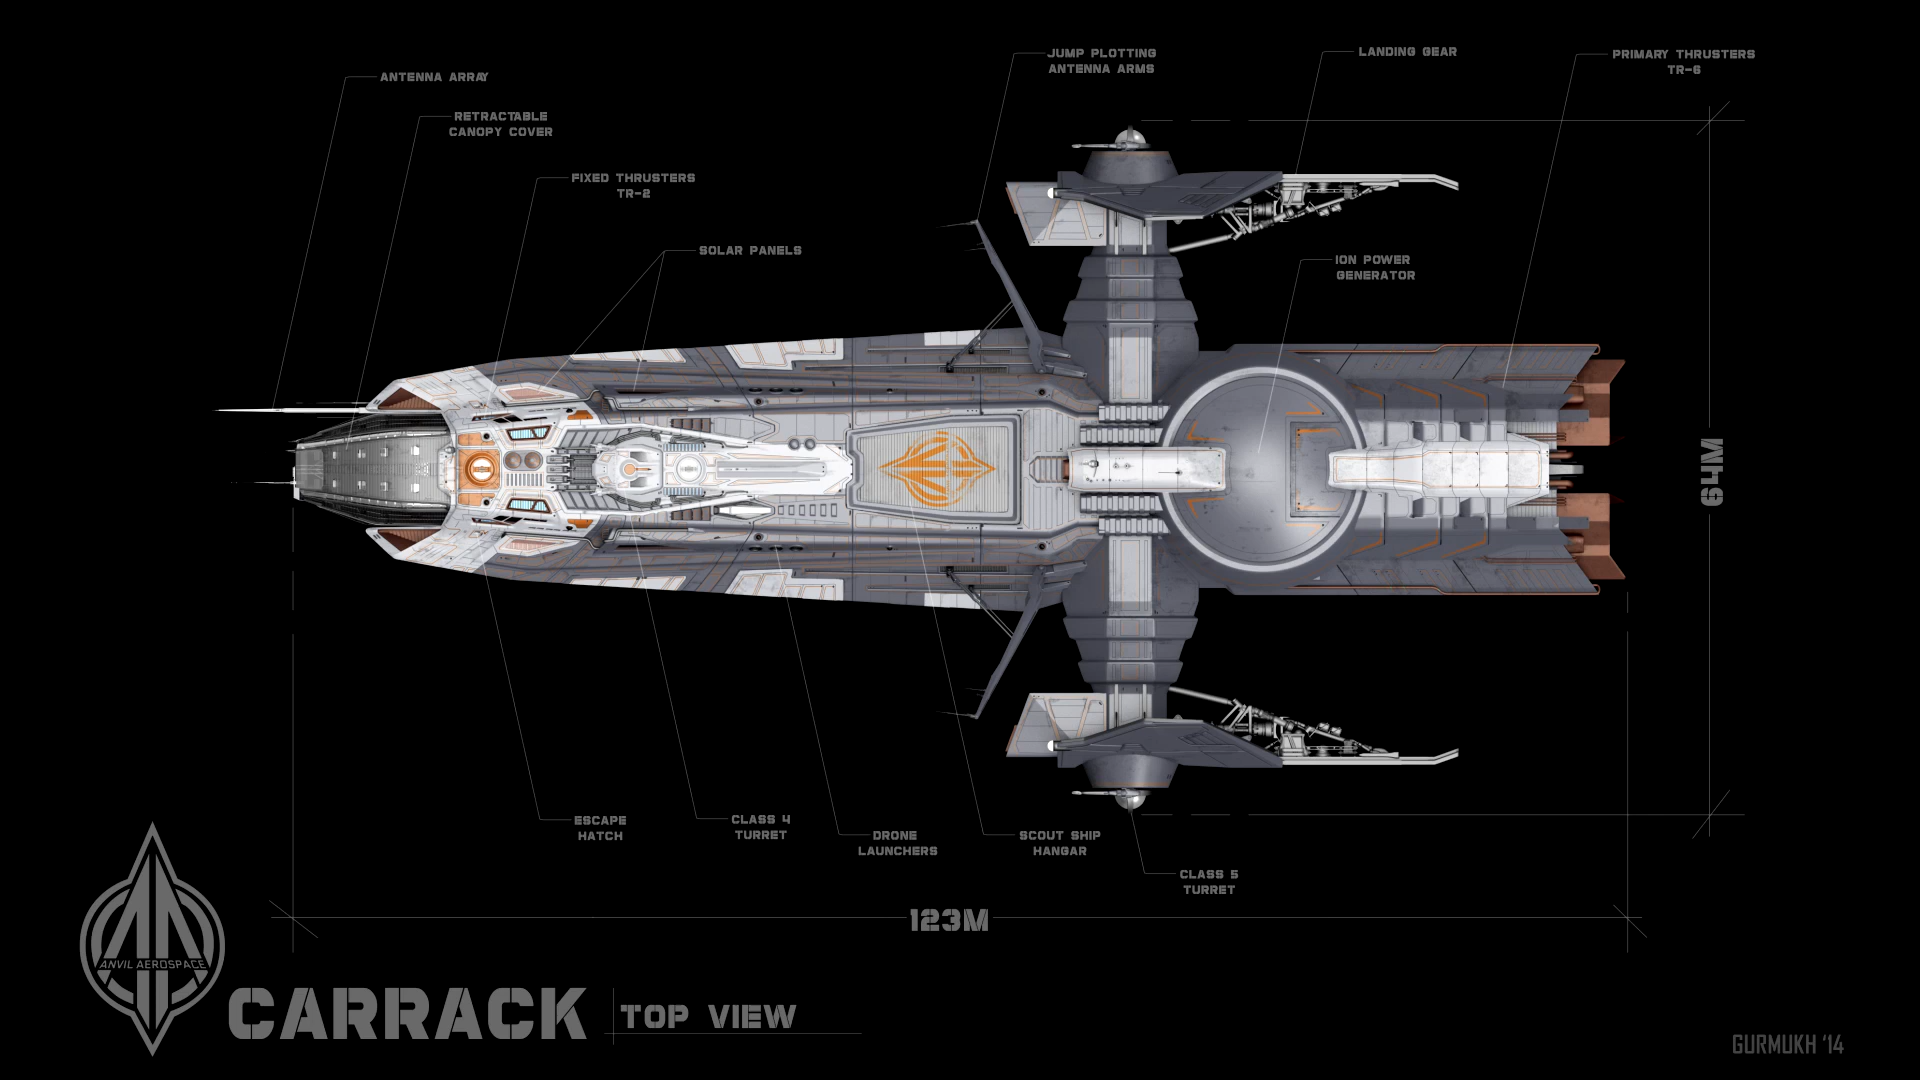 ANTENNA ARRAY
RETRACTABLE
CANOPY COVER
FIXED THRUSTERS
TR-2
SOLAR PANELS
JUMP PLOTTING
ANTENNA ARMS
LANDING GEAR
PRIMARY THRUSTERS
TR-6
ION POWER
GENERATOR
64M
ESCAPE
HATCH
CLASS 4
TURRET
DRONE
LAUNCHERS
SCOUT SHIP
HANGAR
CLASS 5
TURRET
123M
ANVIL AEROSPACE
CARRACK
TOP VIEW
GURMUKH '14